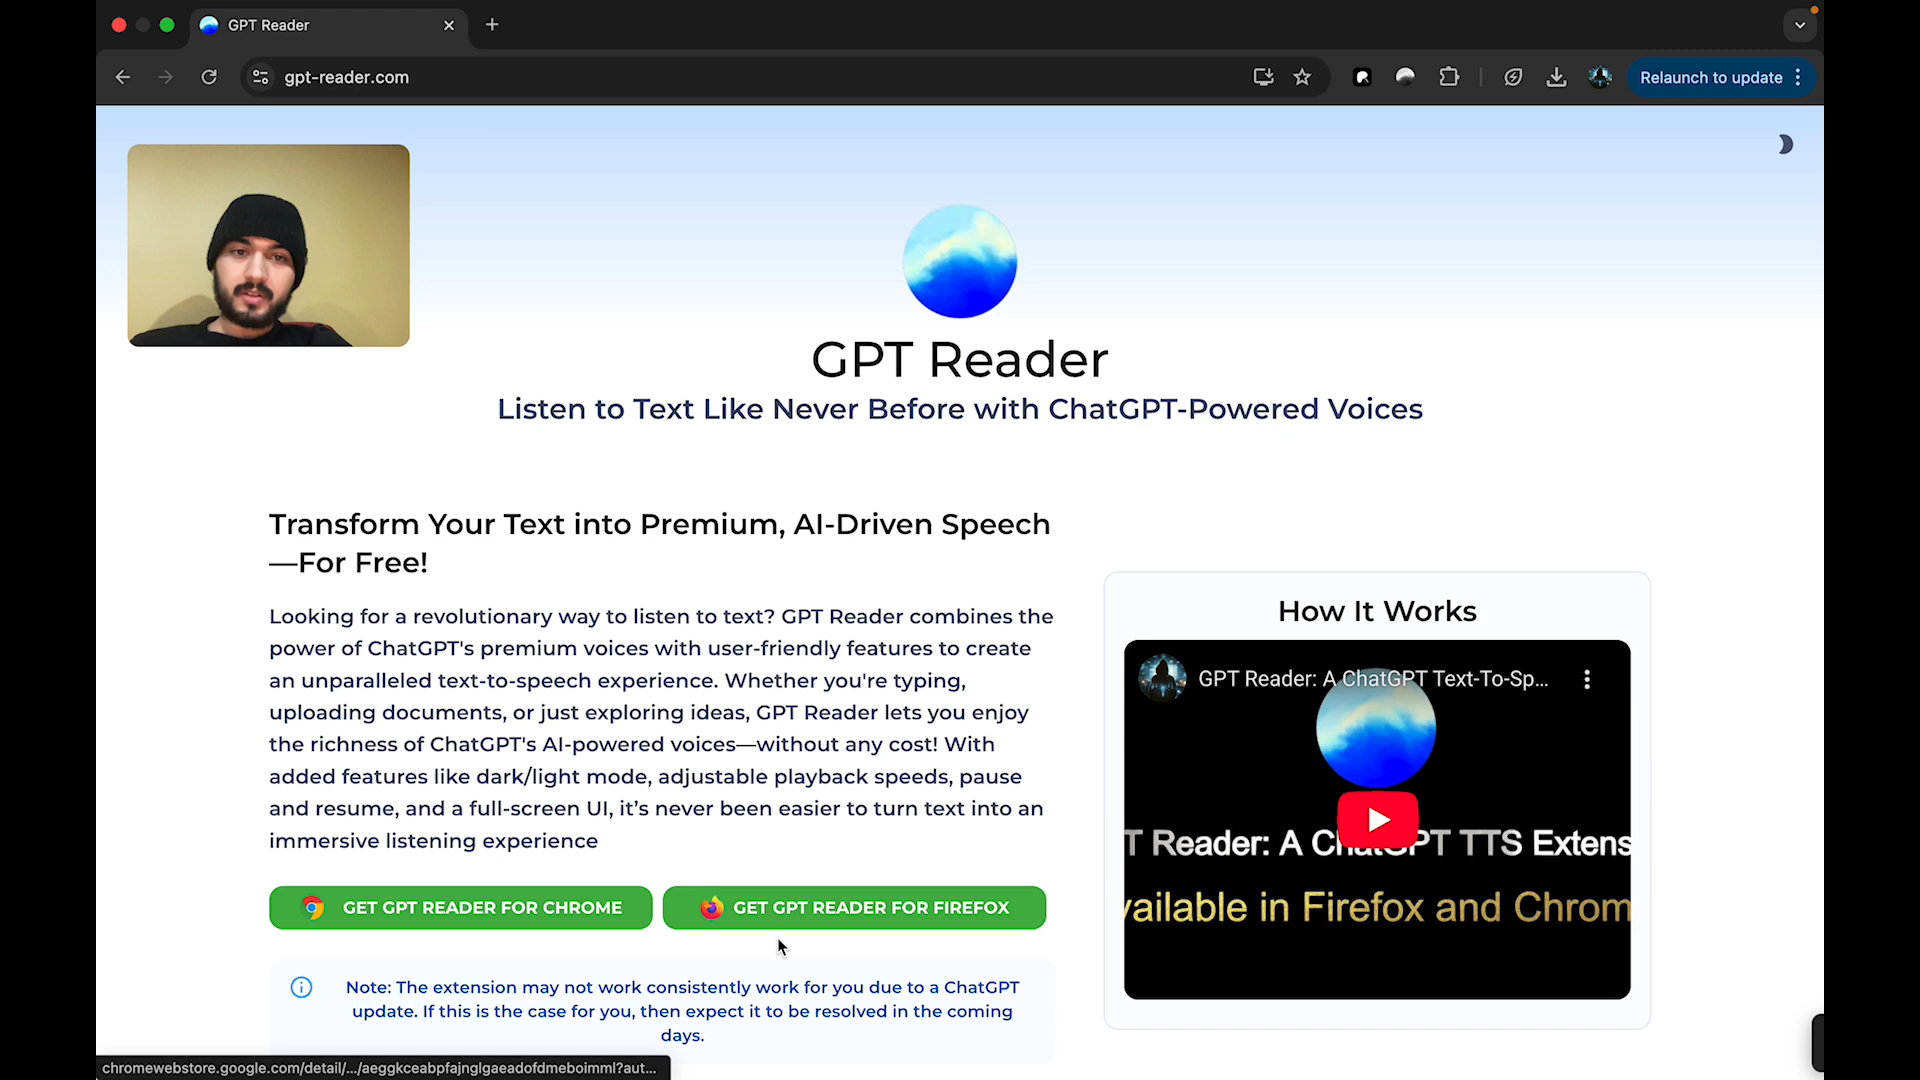 GPT Reader
gpt-reader.com
Relaunch to update
GPT Reader
Listen to Text Like Never Before with ChatGPT-Powered Voices
Transform Your Text into Premium, AI-Driven Speech
—For Free!
Looking for a revolutionary way to listen to text? GPT Reader combines the
power of ChatGPT's premium voices with user-friendly features to create
an unparalleled text-to-speech experience. Whether you're typing,
uploading documents, or just exploring ideas, GPT Reader lets you enjoy
the richness of ChatGPT's AI-powered voices—without any cost! With
added features like dark/light mode, adjustable playback speeds, pause
and resume, and a full-screen UI, it’s never been easier to turn text into an
immersive listening experience
GET GPT READER FOR CHROME
GET GPT READER FOR FIREFOX
Note: The extension may not work consistently work for you due to a ChatGPT
update. If this is the case for you, then expect it to be resolved in the coming
days.
How It Works
GPT Reader: A ChatGPT Text-To-Sp...
T Reader: A ChatGPT TTS Extens
vailable in Firefox and Chrom
chromewebstore.google.com/detail/.../aeggkceabpfajnglgaeadofdmeboimml?aut...